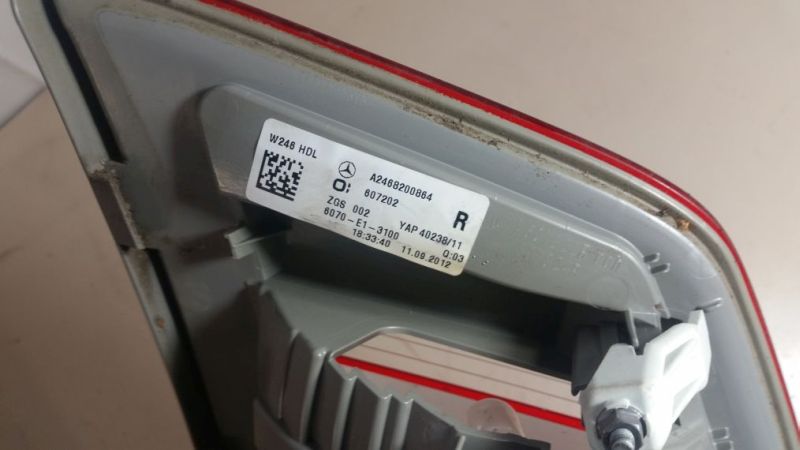 W246 HDL
A2468200864
607202
ZGS 002
R
YAP 40238/11
6070-E1-3100
Q:03
18:33:40 11.09.2012